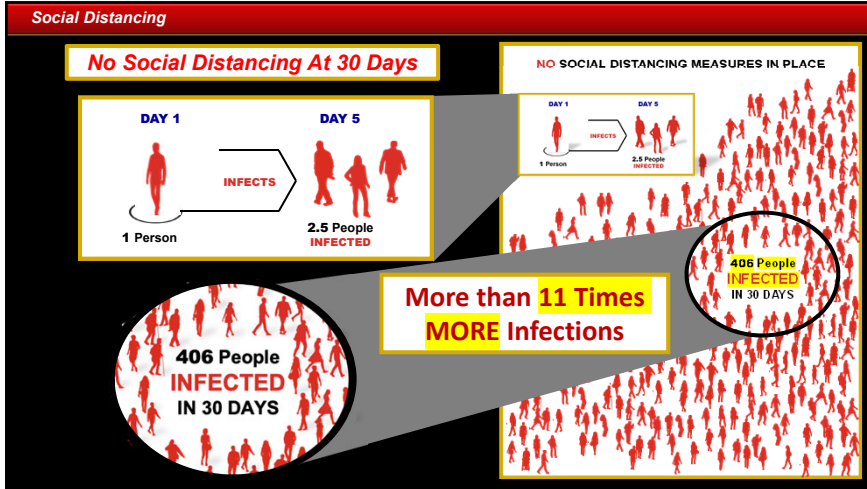 Social Distancing
No Social Distancing At 30 Days
DAY 1
DAY 5
INFECTS
1 Person
2.5 People
INFECTED
NO SOCIAL DISTANCING MEASURES IN PLACE
DAY 1
DAY 5
INFECTS
1 Person
2.5 People
INFECTED
406 People
INFECTED
IN 30 DAYS
More than 11 Times
MORE Infections
406 People
INFECTED
IN 30 DAYS